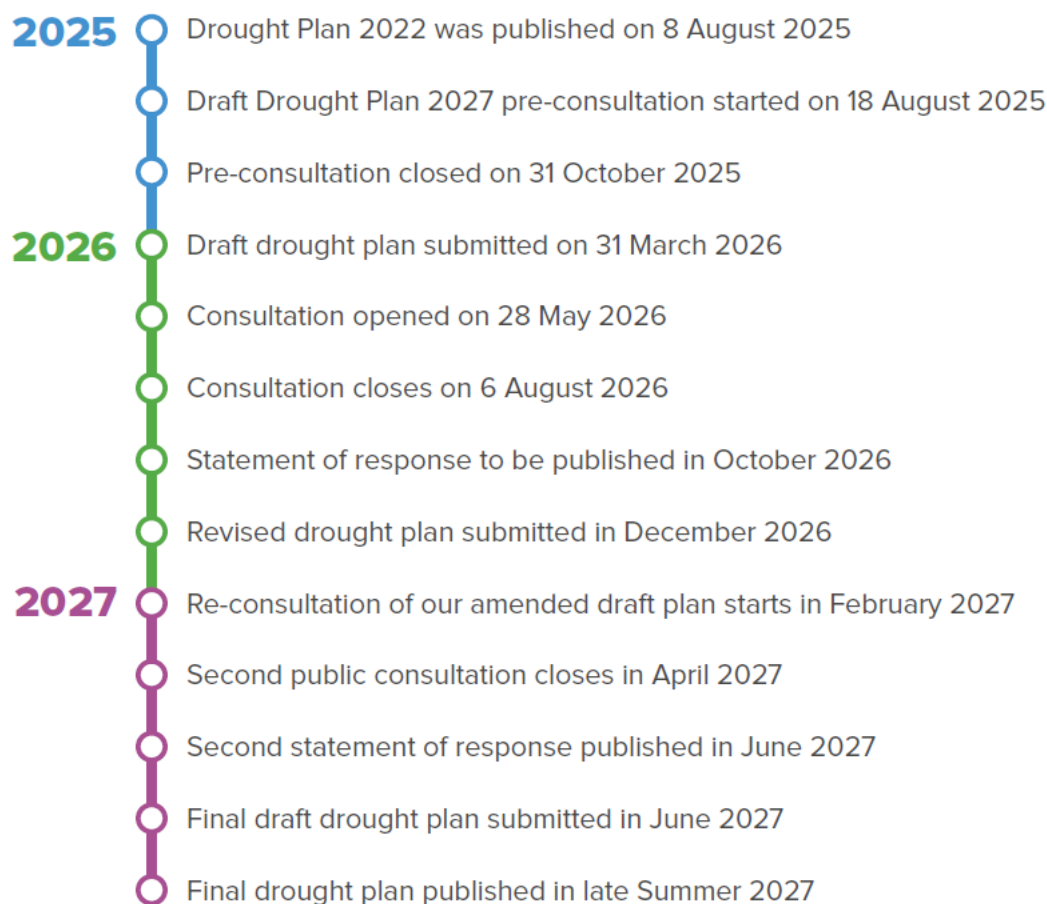 2025
Drought Plan 2022 was published on 8 August 2025
Draft Drought Plan 2027 pre-consultation started on 18 August 2025
Pre-consultation closed on 31 October 2025
2026
Draft drought plan submitted on 31 March 2026
Consultation opened on 28 May 2026
Consultation closes on 6 August 2026
Statement of response to be published in October 2026
Revised drought plan submitted in December 2026
2027
Re-consultation of our amended draft plan starts in February 2027
Second public consultation closes in April 2027
Second statement of response published in June 2027
Final draft drought plan submitted in June 2027
Final drought plan published in late Summer 2027